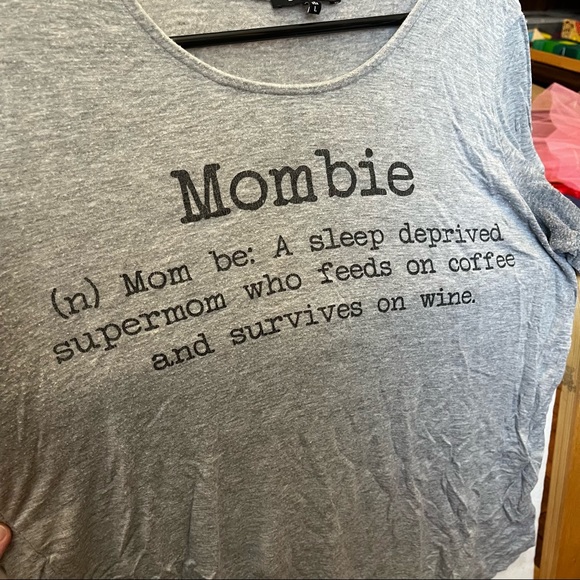 Mombie
(n) Mom be: A sleep deprived
supermom who feeds on coffee
and survives on wine.